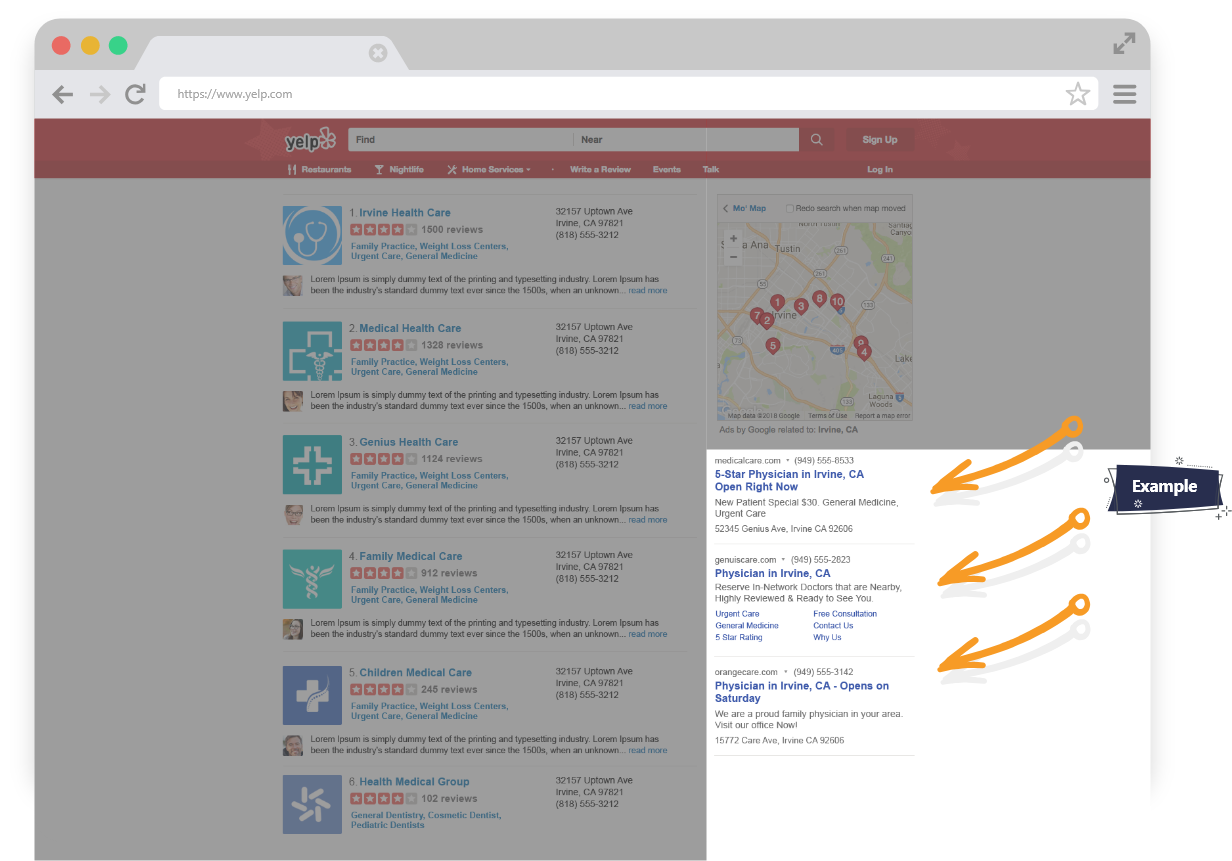 https://www.yelp.com
yelp
Find
Near
Sign Up
Restaurants
Nightlife
Home Services
Write a Review
Events
Talk
Log In
1. Irvine Health Care
1500 reviews
Family Practice, Weight Loss Centers,
Urgent Care, General Medicine
32157 Uptown Ave
Irvine, CA 97821
(818) 555-3212
Lorem Ipsum is simply dummy text of the printing and typesetting industry. Lorem Ipsum has
been the industry's standard dummy text ever since the 1500s, when an unknown... read more
2. Medical Health Care
1328 reviews
Family Practice, Weight Loss Centers,
Urgent Care, General Medicine
32157 Uptown Ave
Irvine, CA 97821
(818) 555-3212
Lorem Ipsum is simply dummy text of the printing and typesetting industry. Lorem Ipsum has
been the industry's standard dummy text ever since the 1500s, when an unknown... read more
3. Genius Health Care
1124 reviews
Family Practice, Weight Loss Centers,
Urgent Care, General Medicine
32157 Uptown Ave
Irvine, CA 97821
(818) 555-3212
Lorem Ipsum is simply dummy text of the printing and typesetting industry. Lorem Ipsum has
been the industry's standard dummy text ever since the 1500s, when an unknown... read more
4. Family Medical Care
912 reviews
Family Practice, Weight Loss Centers,
Urgent Care, General Medicine
32157 Uptown Ave
Irvine, CA 97821
(818) 555-3212
Lorem Ipsum is simply dummy text of the printing and typesetting industry. Lorem Ipsum has
been the industry's standard dummy text ever since the 1500s, when an unknown... read more
5. Children Medical Care
245 reviews
Family Practice, Weight Loss Centers,
Urgent Care, General Medicine
32157 Uptown Ave
Irvine, CA 97821
(818) 555-3212
Lorem Ipsum is simply dummy text of the printing and typesetting industry. Lorem Ipsum has
been the industry's standard dummy text ever since the 1500s, when an unknown... read more
6. Health Medical Group
102 reviews
General Dentistry, Cosmetic Dentist,
Pediatric Dentists
32157 Uptown Ave
Irvine, CA 97821
(818) 555-3212
Mo' Map
Redo search when map moved
a Ana
Tustin
Irvine
Laguna
Woods
1
2
3
4
5
7
8
9
10
Map data ©2018 Google Terms of Use Report a map error
Ads by Google related to: Irvine, CA
medicalcare.com • (949) 555-8533
5-Star Physician in Irvine, CA
Open Right Now
New Patient Special $30. General Medicine,
Urgent Care
52345 Genius Ave, Irvine CA 92606
genuiscare.com • (949) 555-2823
Physician in Irvine, CA
Reserve In-Network Doctors that are Nearby,
Highly Reviewed & Ready to See You.
Urgent Care Free Consultation
General Medicine Contact Us
5 Star Rating Why Us
orangecare.com • (949) 555-3142
Physician in Irvine, CA - Opens on
Saturday
We are a proud family physician in your area.
Visit our office Now!
15772 Care Ave, Irvine CA 92606
Example